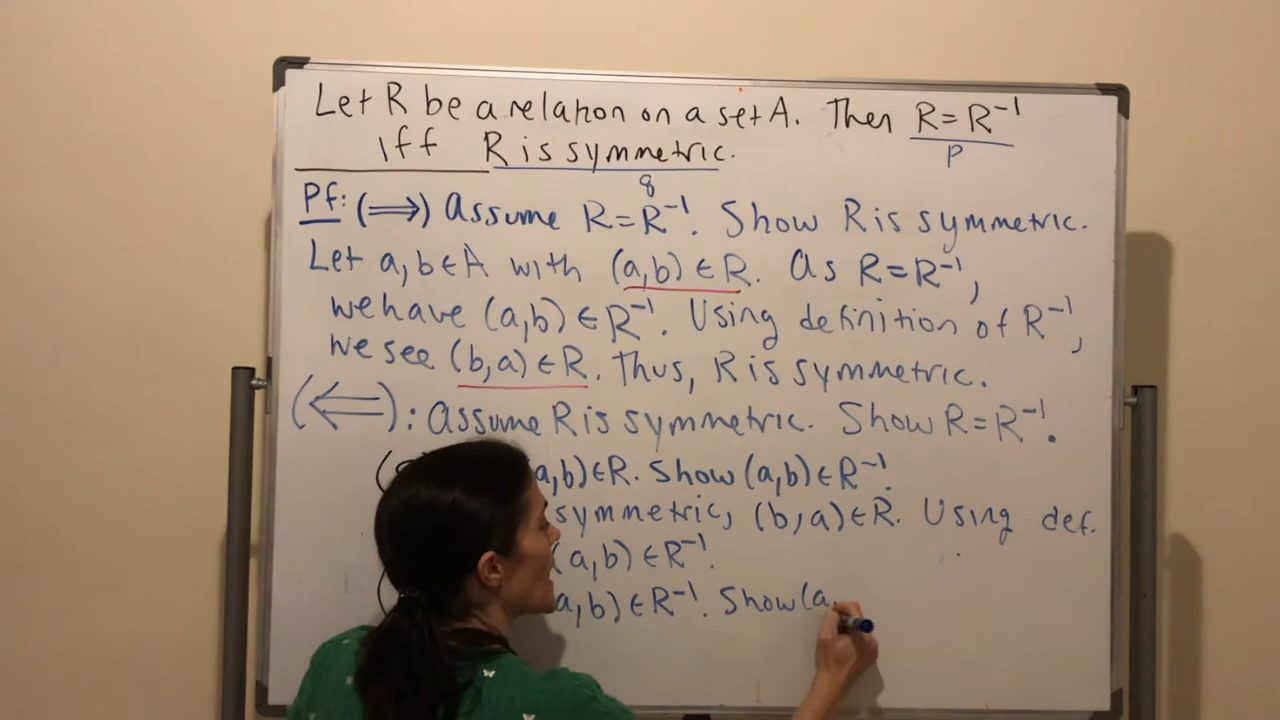 Let R be a relation on a set A. Then R = R⁻¹
p
iff R is symmetric.
q
Pf: (⟹) Assume R = R⁻¹. Show R is symmetric.
Let a, b ∈ A with (a,b) ∈ R. As R = R⁻¹,
we have (a,b) ∈ R⁻¹. Using definition of R⁻¹,
we see (b,a) ∈ R. Thus, R is symmetric.
(⟸): Assume R is symmetric. Show R = R⁻¹.
a,b) ∈ R. Show (a,b) ∈ R⁻¹.
symmetric, (b,a) ∈ R. Using def.
(a,b) ∈ R⁻¹.
a,b) ∈ R⁻¹. Show (a,